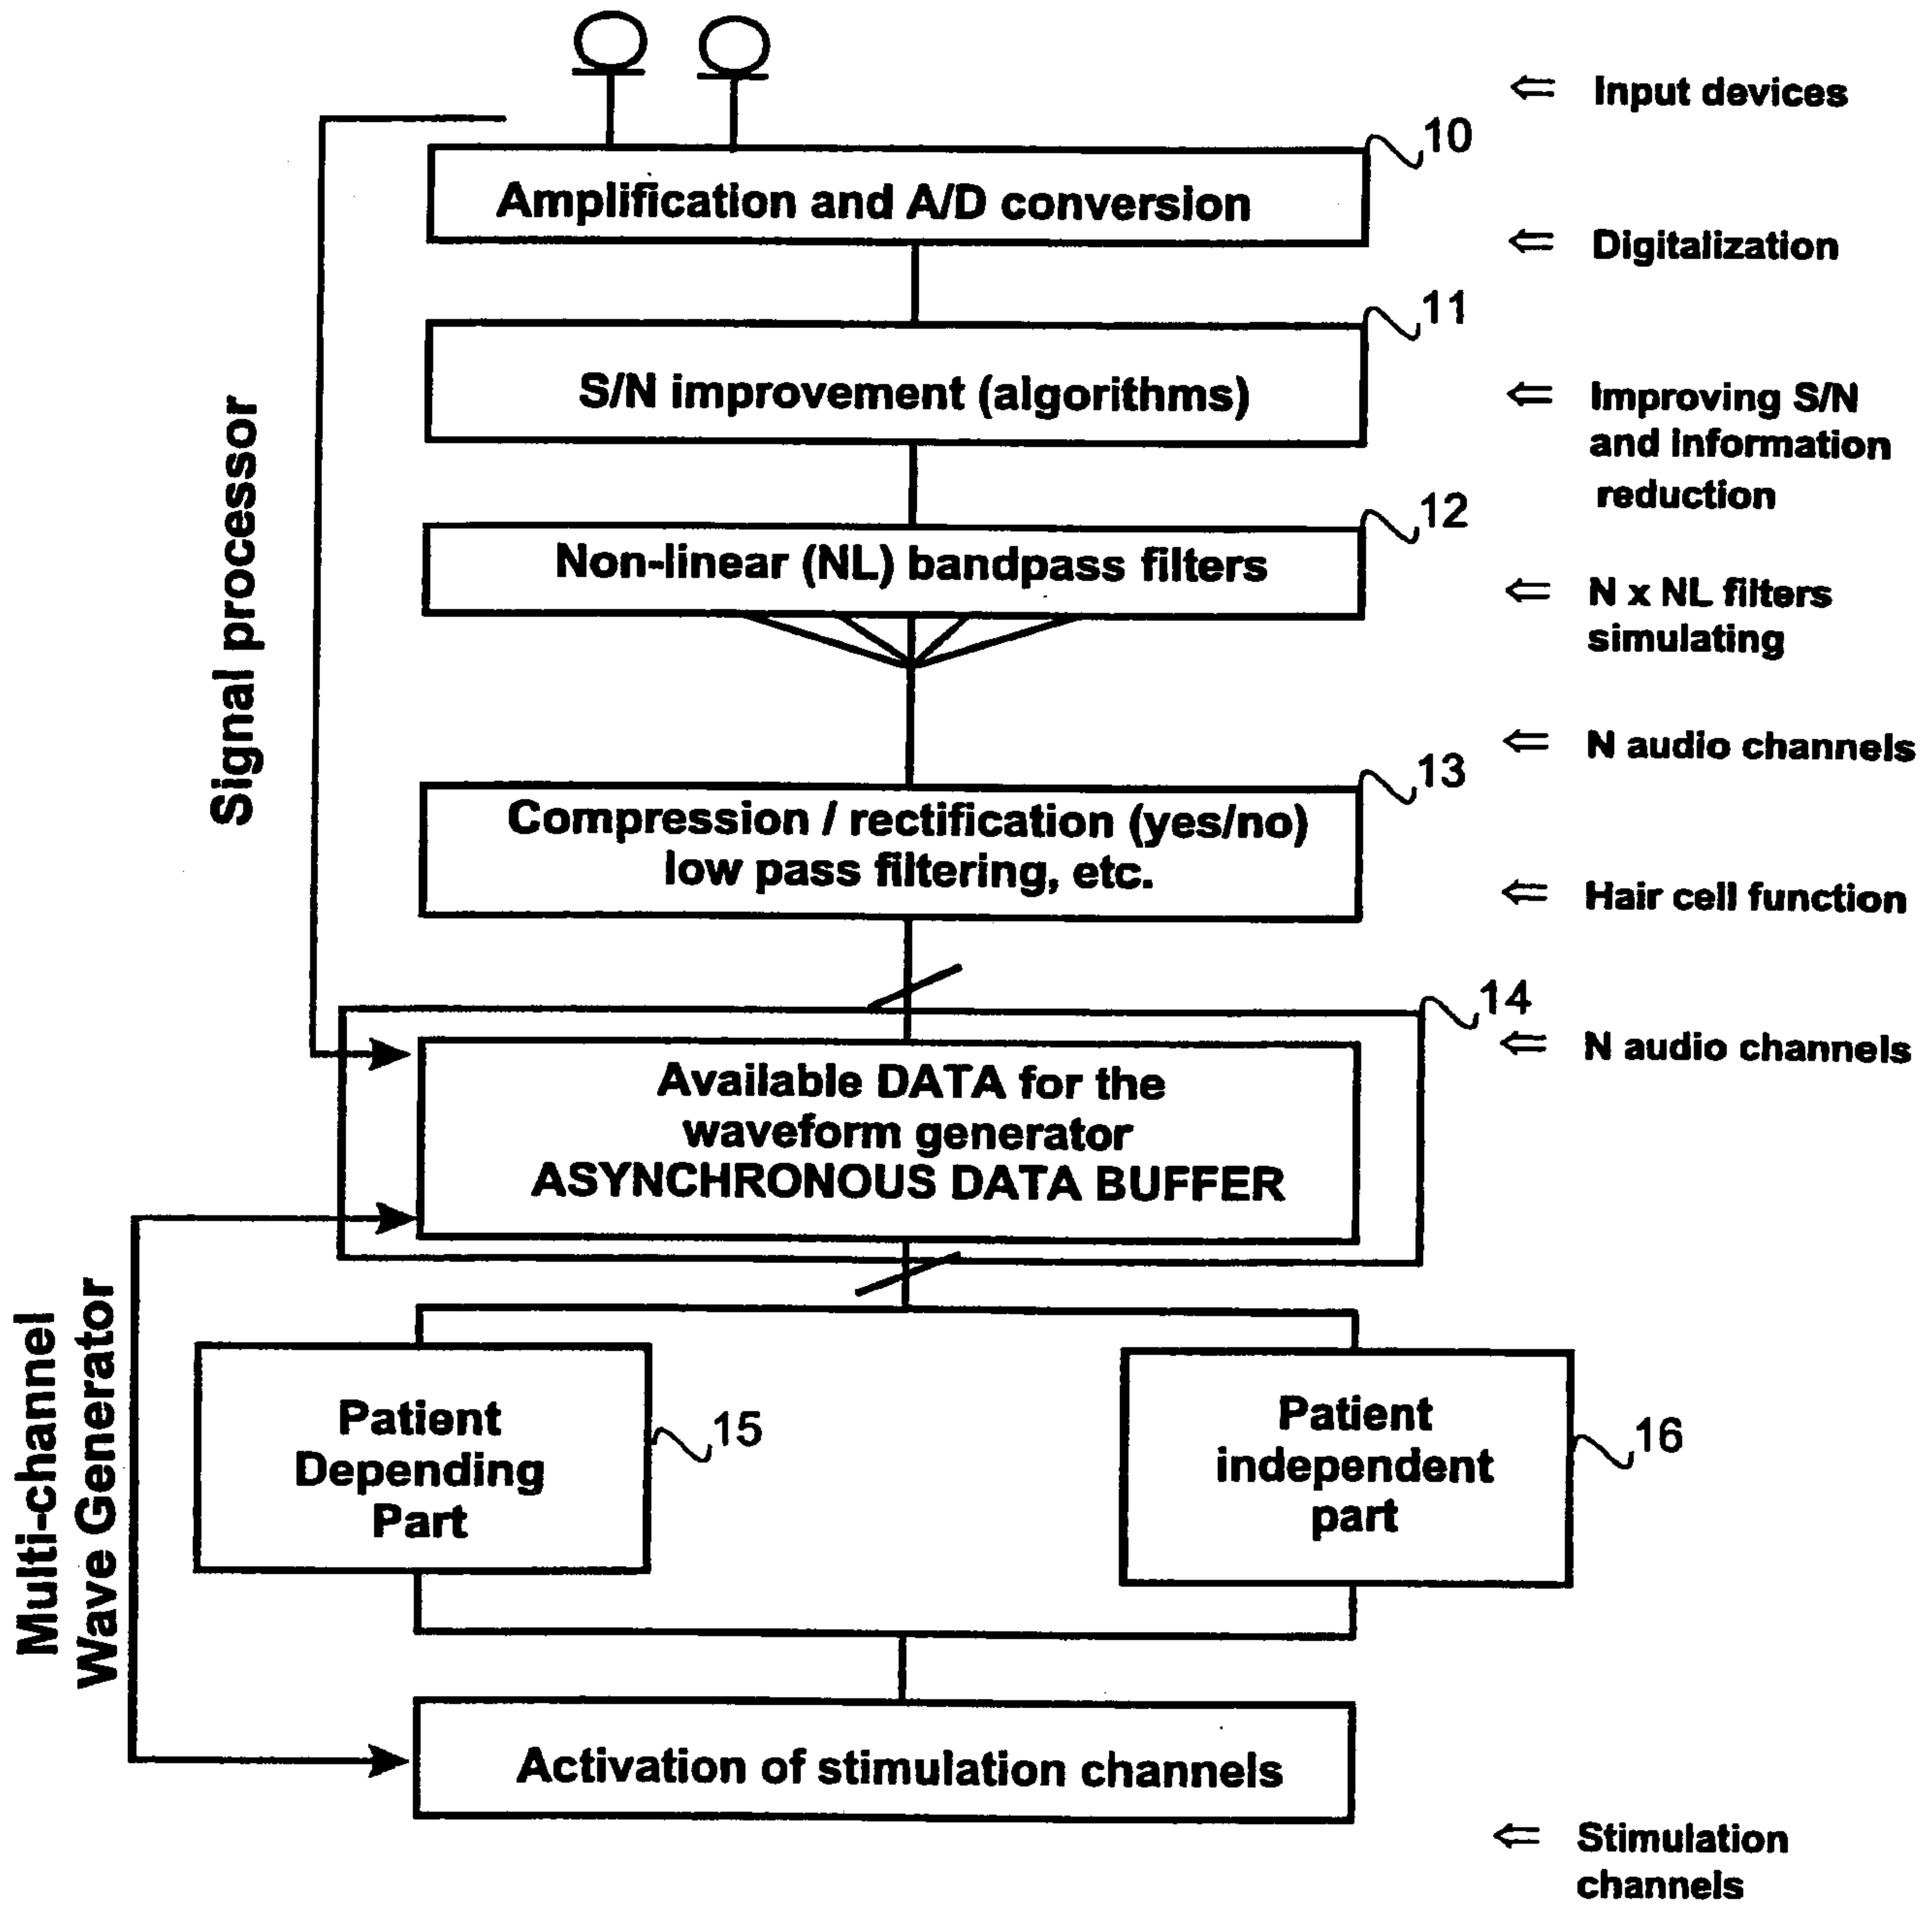 Input devices
10
Amplification and A/D conversion
Digitalization
11
S/N improvement (algorithms)
Improving S/N
and information
reduction
12
Non-linear (NL) bandpass filters
N x NL filters
simulating
Signal processor
N audio channels
13
Compression / rectification (yes/no)
low pass filtering, etc.
Hair cell function
14
N audio channels
Available DATA for the
waveform generator
ASYNCHRONOUS DATA BUFFER
Multi-channel
Wave Generator
Patient
Depending
Part
15
Patient
independent
part
16
Activation of stimulation channels
Stimulation
channels